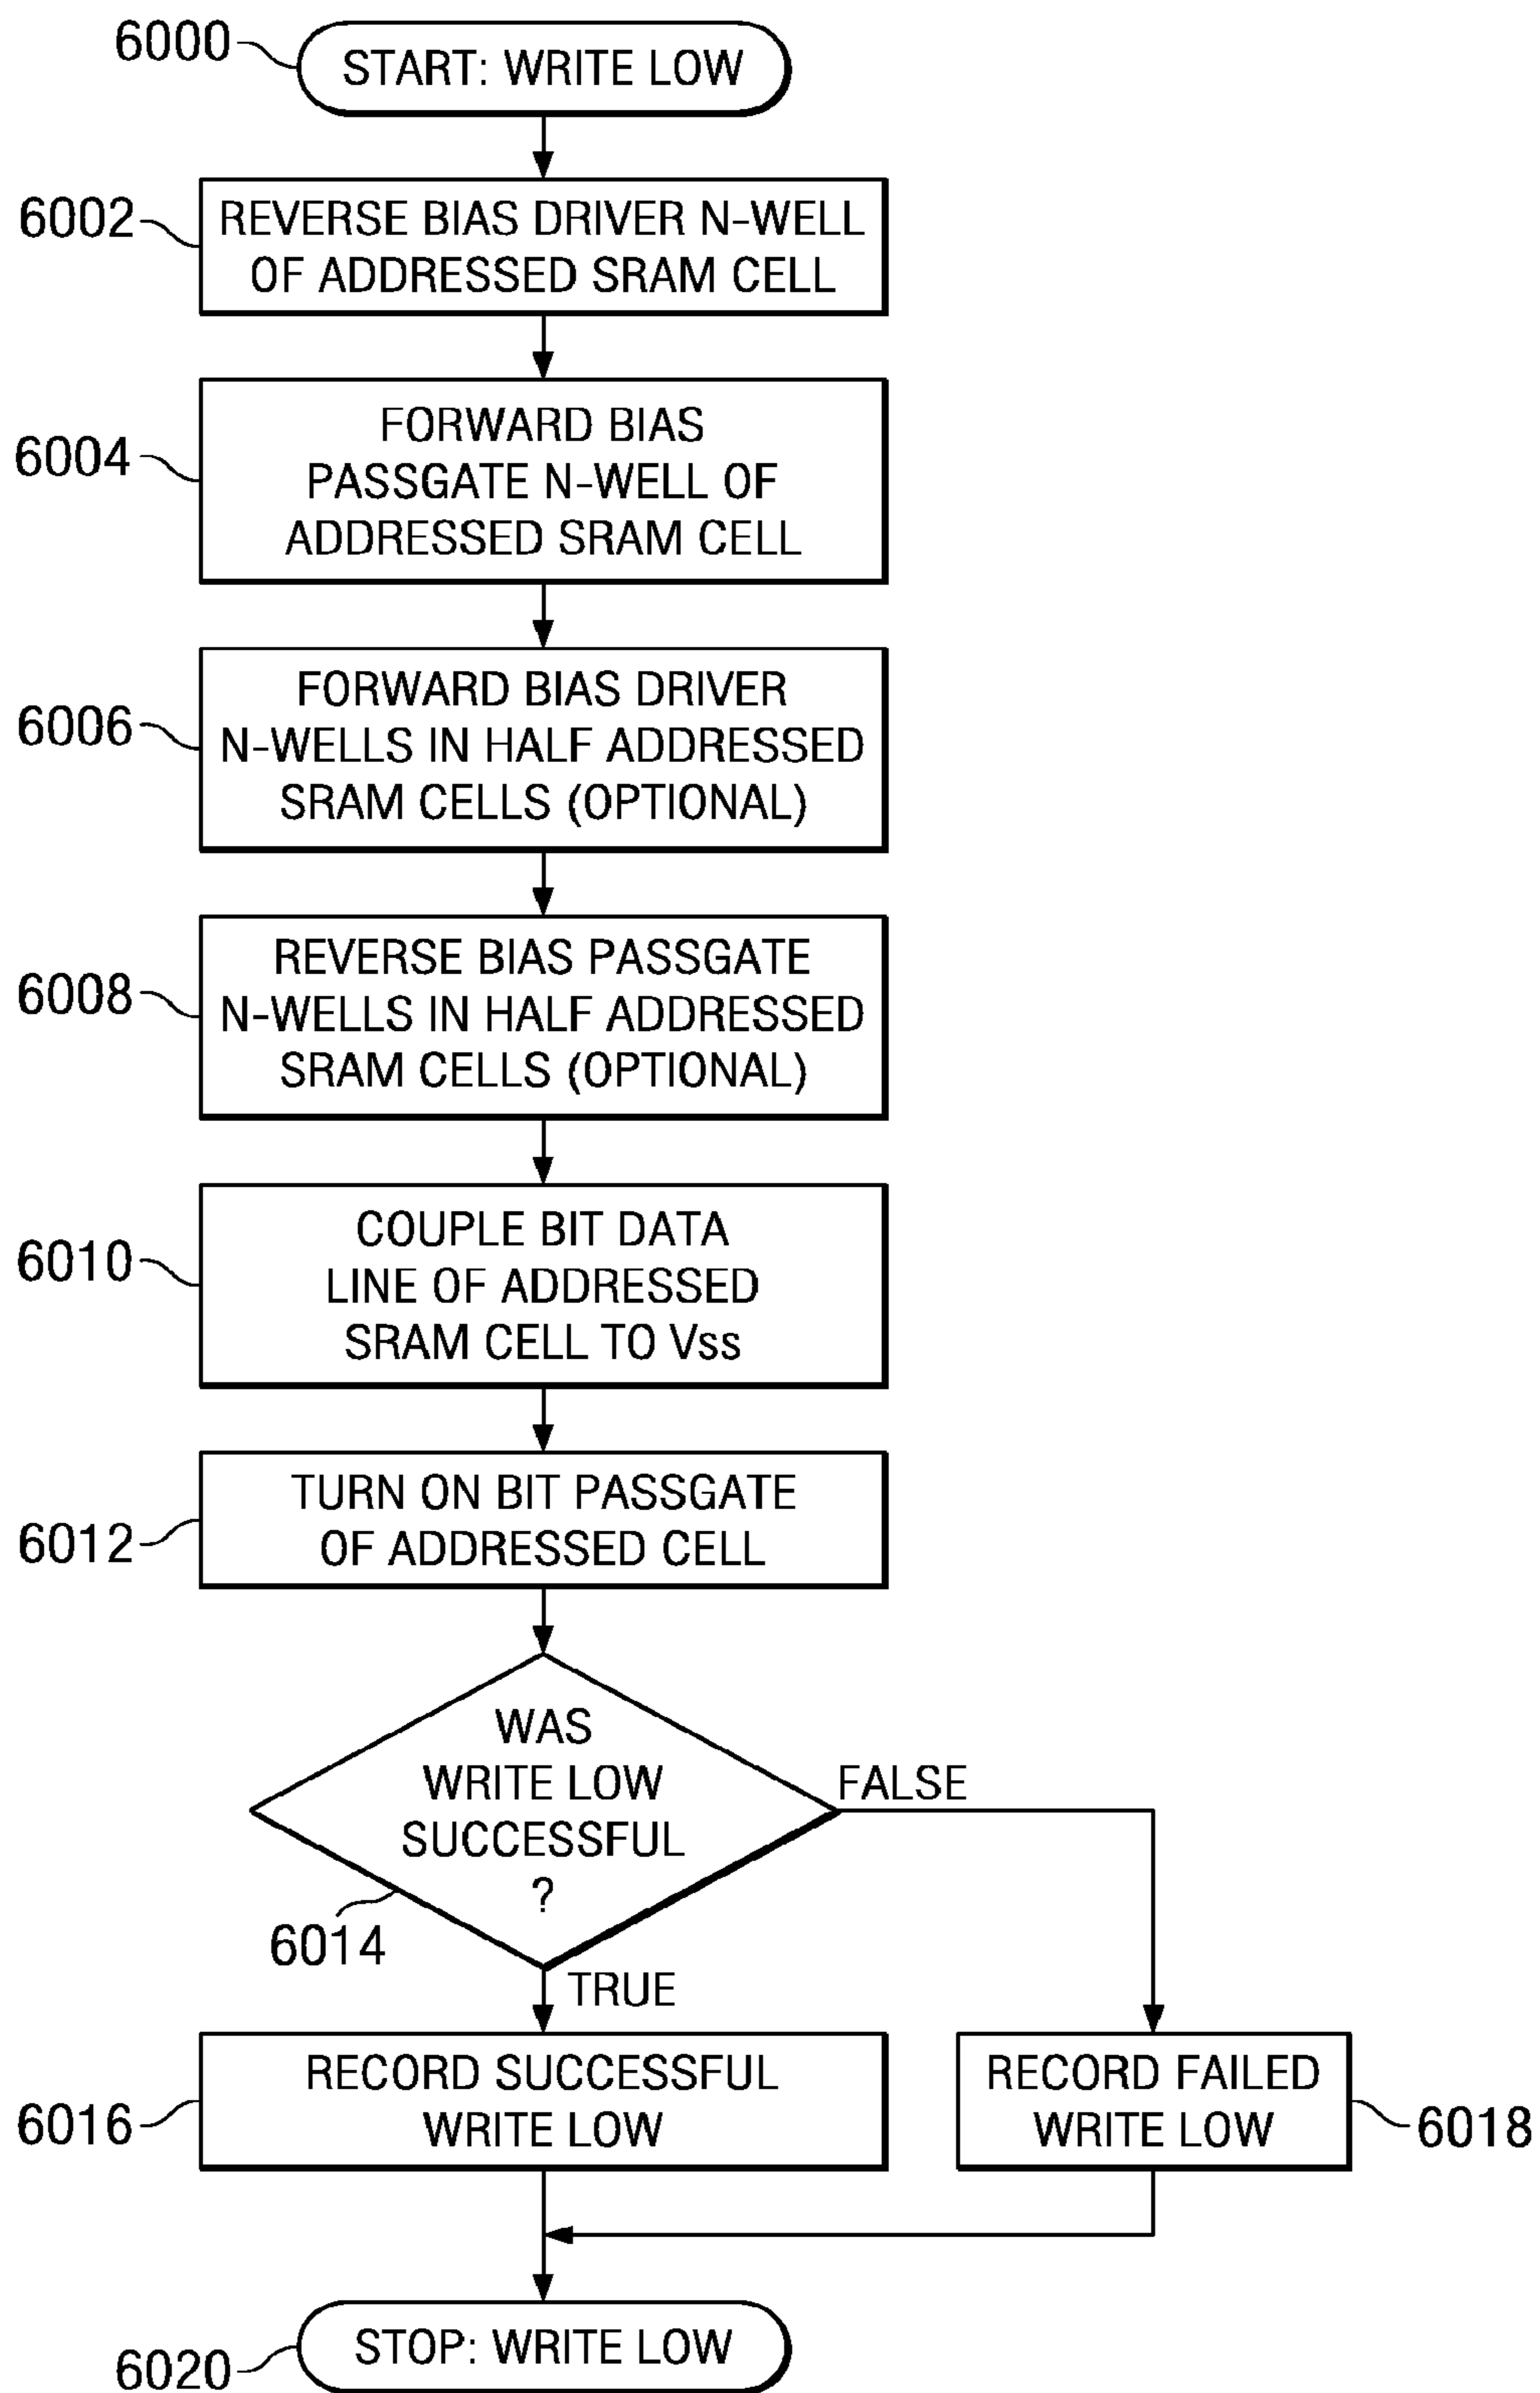 6000
START: WRITE LOW
6002
REVERSE BIAS DRIVER N-WELL
OF ADDRESSED SRAM CELL
6004
FORWARD BIAS
PASSGATE N-WELL OF
ADDRESSED SRAM CELL
6006
FORWARD BIAS DRIVER
N-WELLS IN HALF ADDRESSED
SRAM CELLS (OPTIONAL)
6008
REVERSE BIAS PASSGATE
N-WELLS IN HALF ADDRESSED
SRAM CELLS (OPTIONAL)
6010
COUPLE BIT DATA
LINE OF ADDRESSED
SRAM CELL TO Vss
6012
TURN ON BIT PASSGATE
OF ADDRESSED CELL
WAS
WRITE LOW
SUCCESSFUL
?
6014
FALSE
TRUE
6016
RECORD SUCCESSFUL
WRITE LOW
RECORD FAILED
WRITE LOW
6018
6020
STOP: WRITE LOW